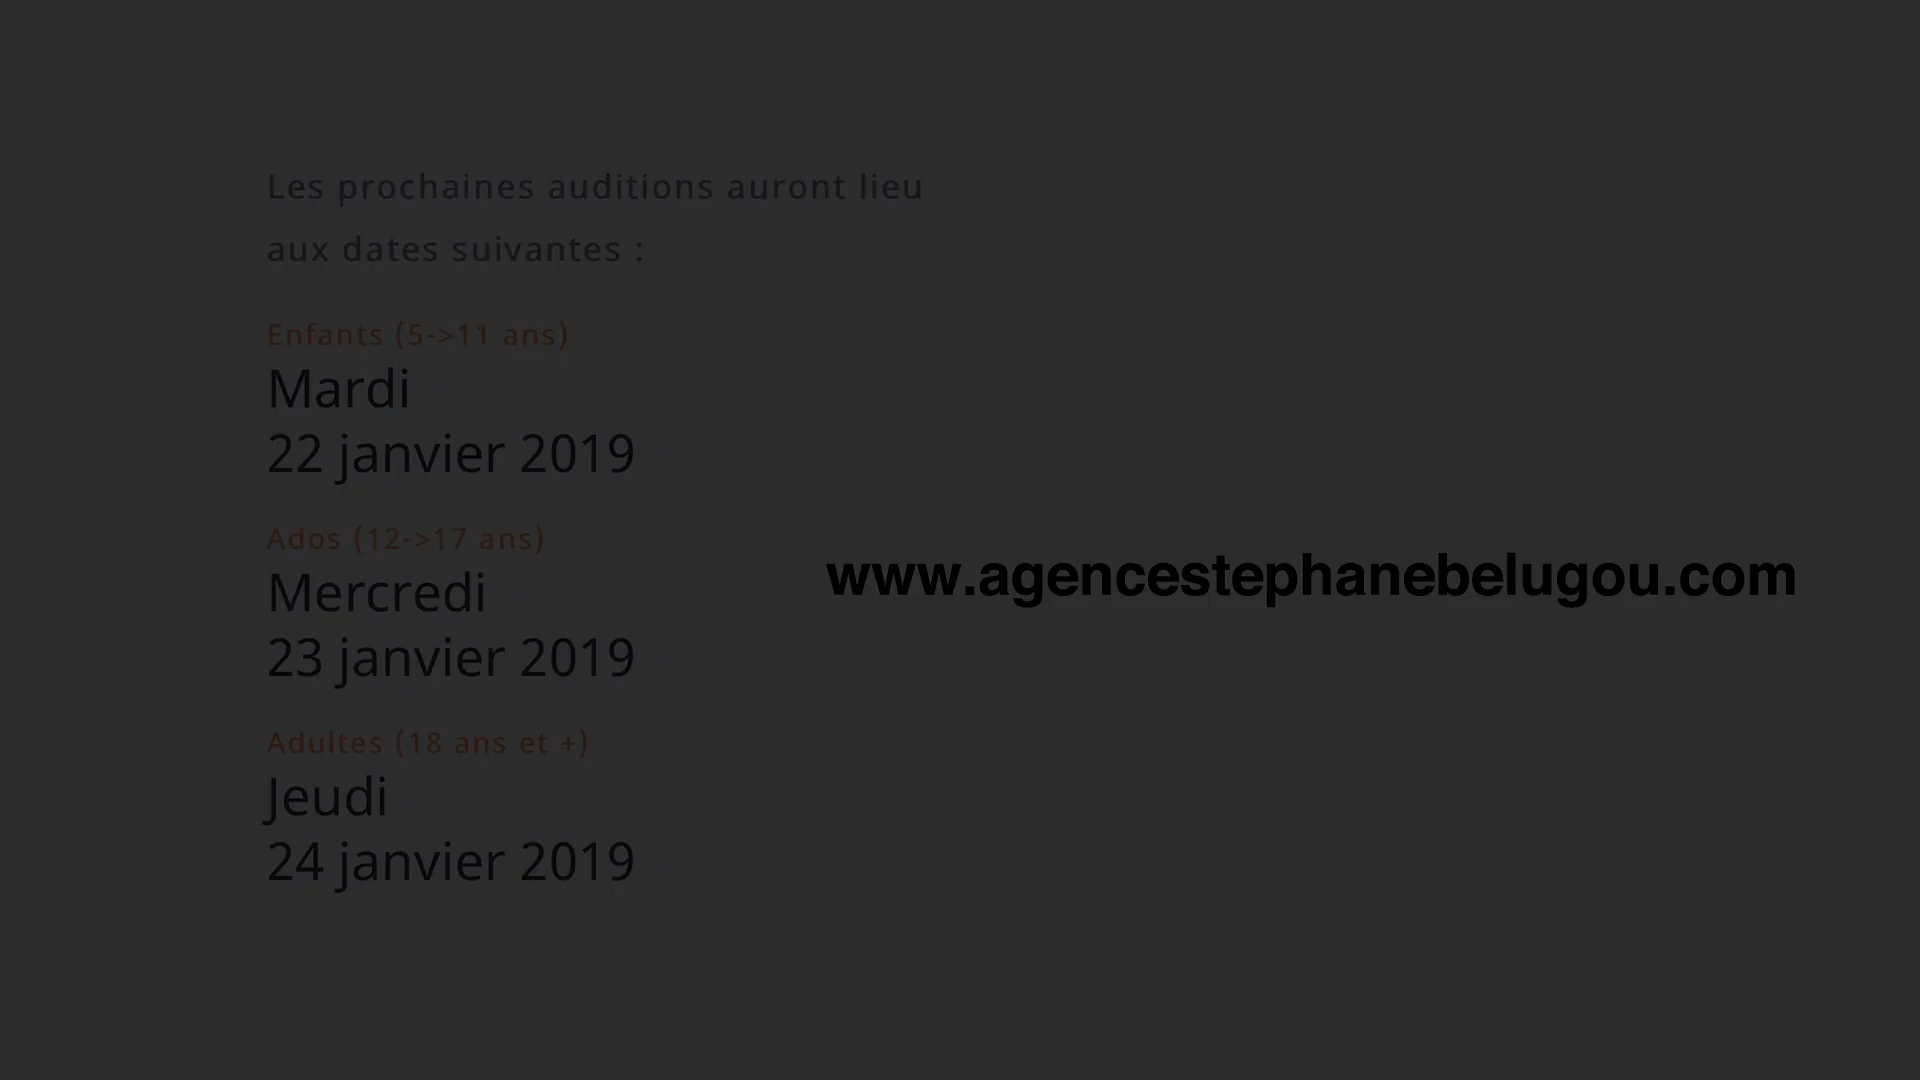 Les prochaines auditions auront lieu
aux dates suivantes :
Enfants (5->11 ans)
Mardi
22 janvier 2019
Ados (12->17 ans)
Mercredi
23 janvier 2019
Adultes (18 ans et +)
Jeudi
24 janvier 2019
www.agencestephanebelugou.com